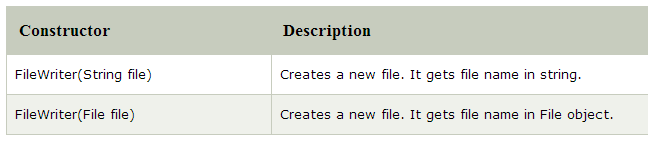 Constructor Description
FileWriter(String file) Creates a new file. It gets file name in string.
FileWriter(File file) Creates a new file. It gets file name in File object.